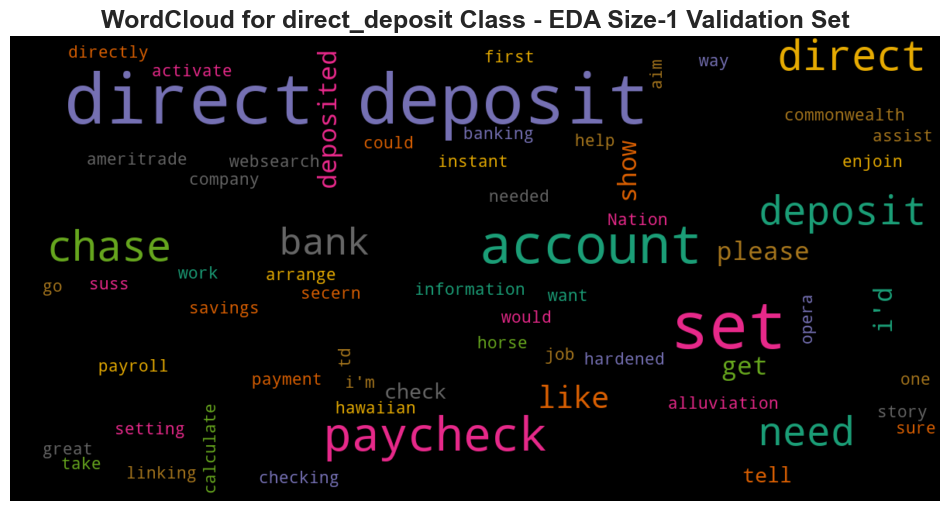 WordCloud for direct_deposit Class - EDA Size-1 Validation Set
directly
first
way
direct
activate
aim
direct deposit
deposited
commonwealth
banking
could
help
assist
ameritrade
websearch
instant
show
enjoin
company
needed
deposit
Nation
chase
bank
account
please
work
arrange
go
suss
secern
information
want
i'd
savings
would
opera
set
horse
job
hardened
td
payroll
get
payment
i'm
check
one
like
hawaiian
alluviation
story
setting
calculate
paycheck
need
sure
great
take
linking
checking
tell